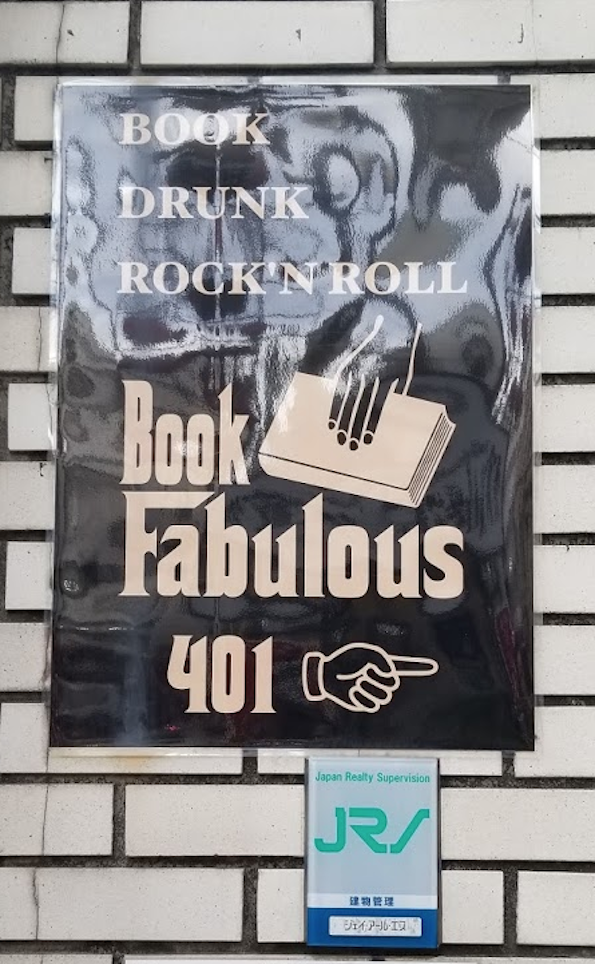 BOOK
DRUNK
ROCK'N ROLL
Book
Fabulous
401
Japan Realty Supervision
JRS
建物管理
ジェイ・アール・エス